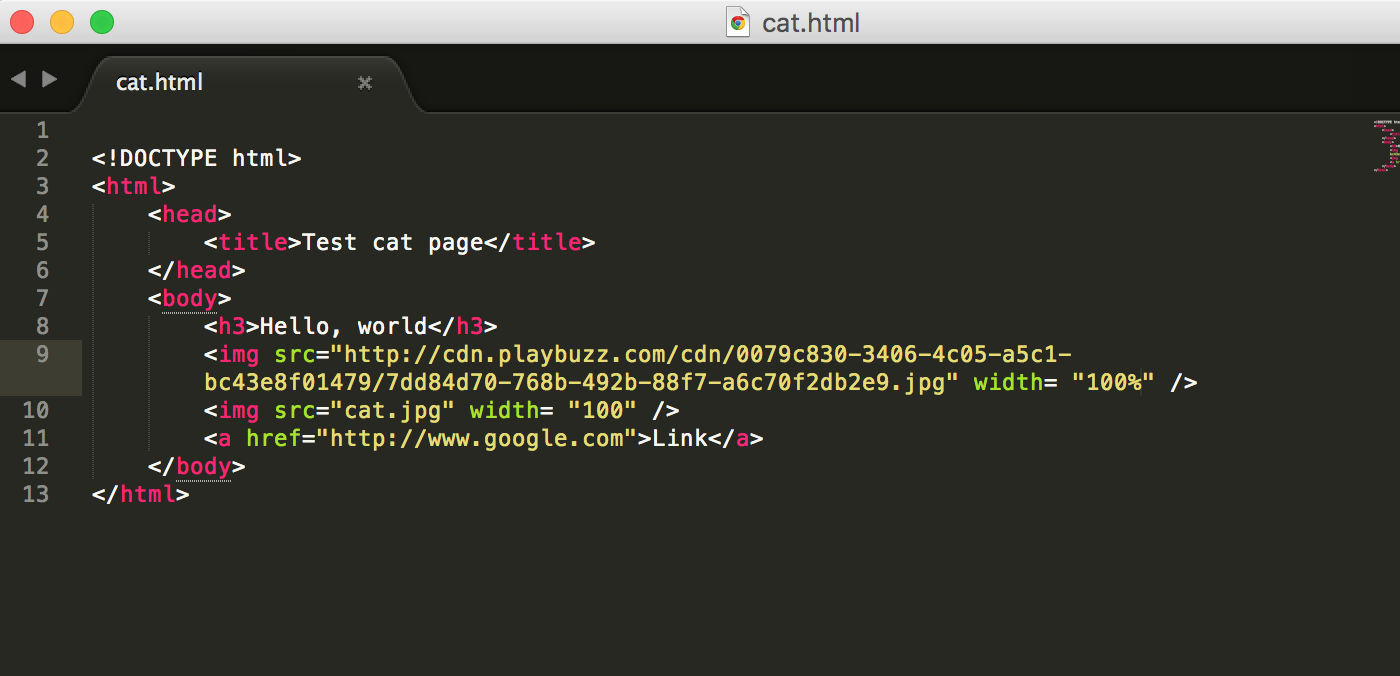 cat.html
cat.html
1
2 <!DOCTYPE html>
3 <html>
4 <head>
5 <title>Test cat page</title>
6 </head>
7 <body>
8 <h3>Hello, world</h3>
9 <img src="http://cdn.playbuzz.com/cdn/0079c830-3406-4c05-a5c1-
bc43e8f01479/7dd84d70-768b-492b-88f7-a6c70f2db2e9.jpg" width= "100%" />
10 <img src="cat.jpg" width= "100" />
11 <a href="http://www.google.com">Link</a>
12 </body>
13 </html>